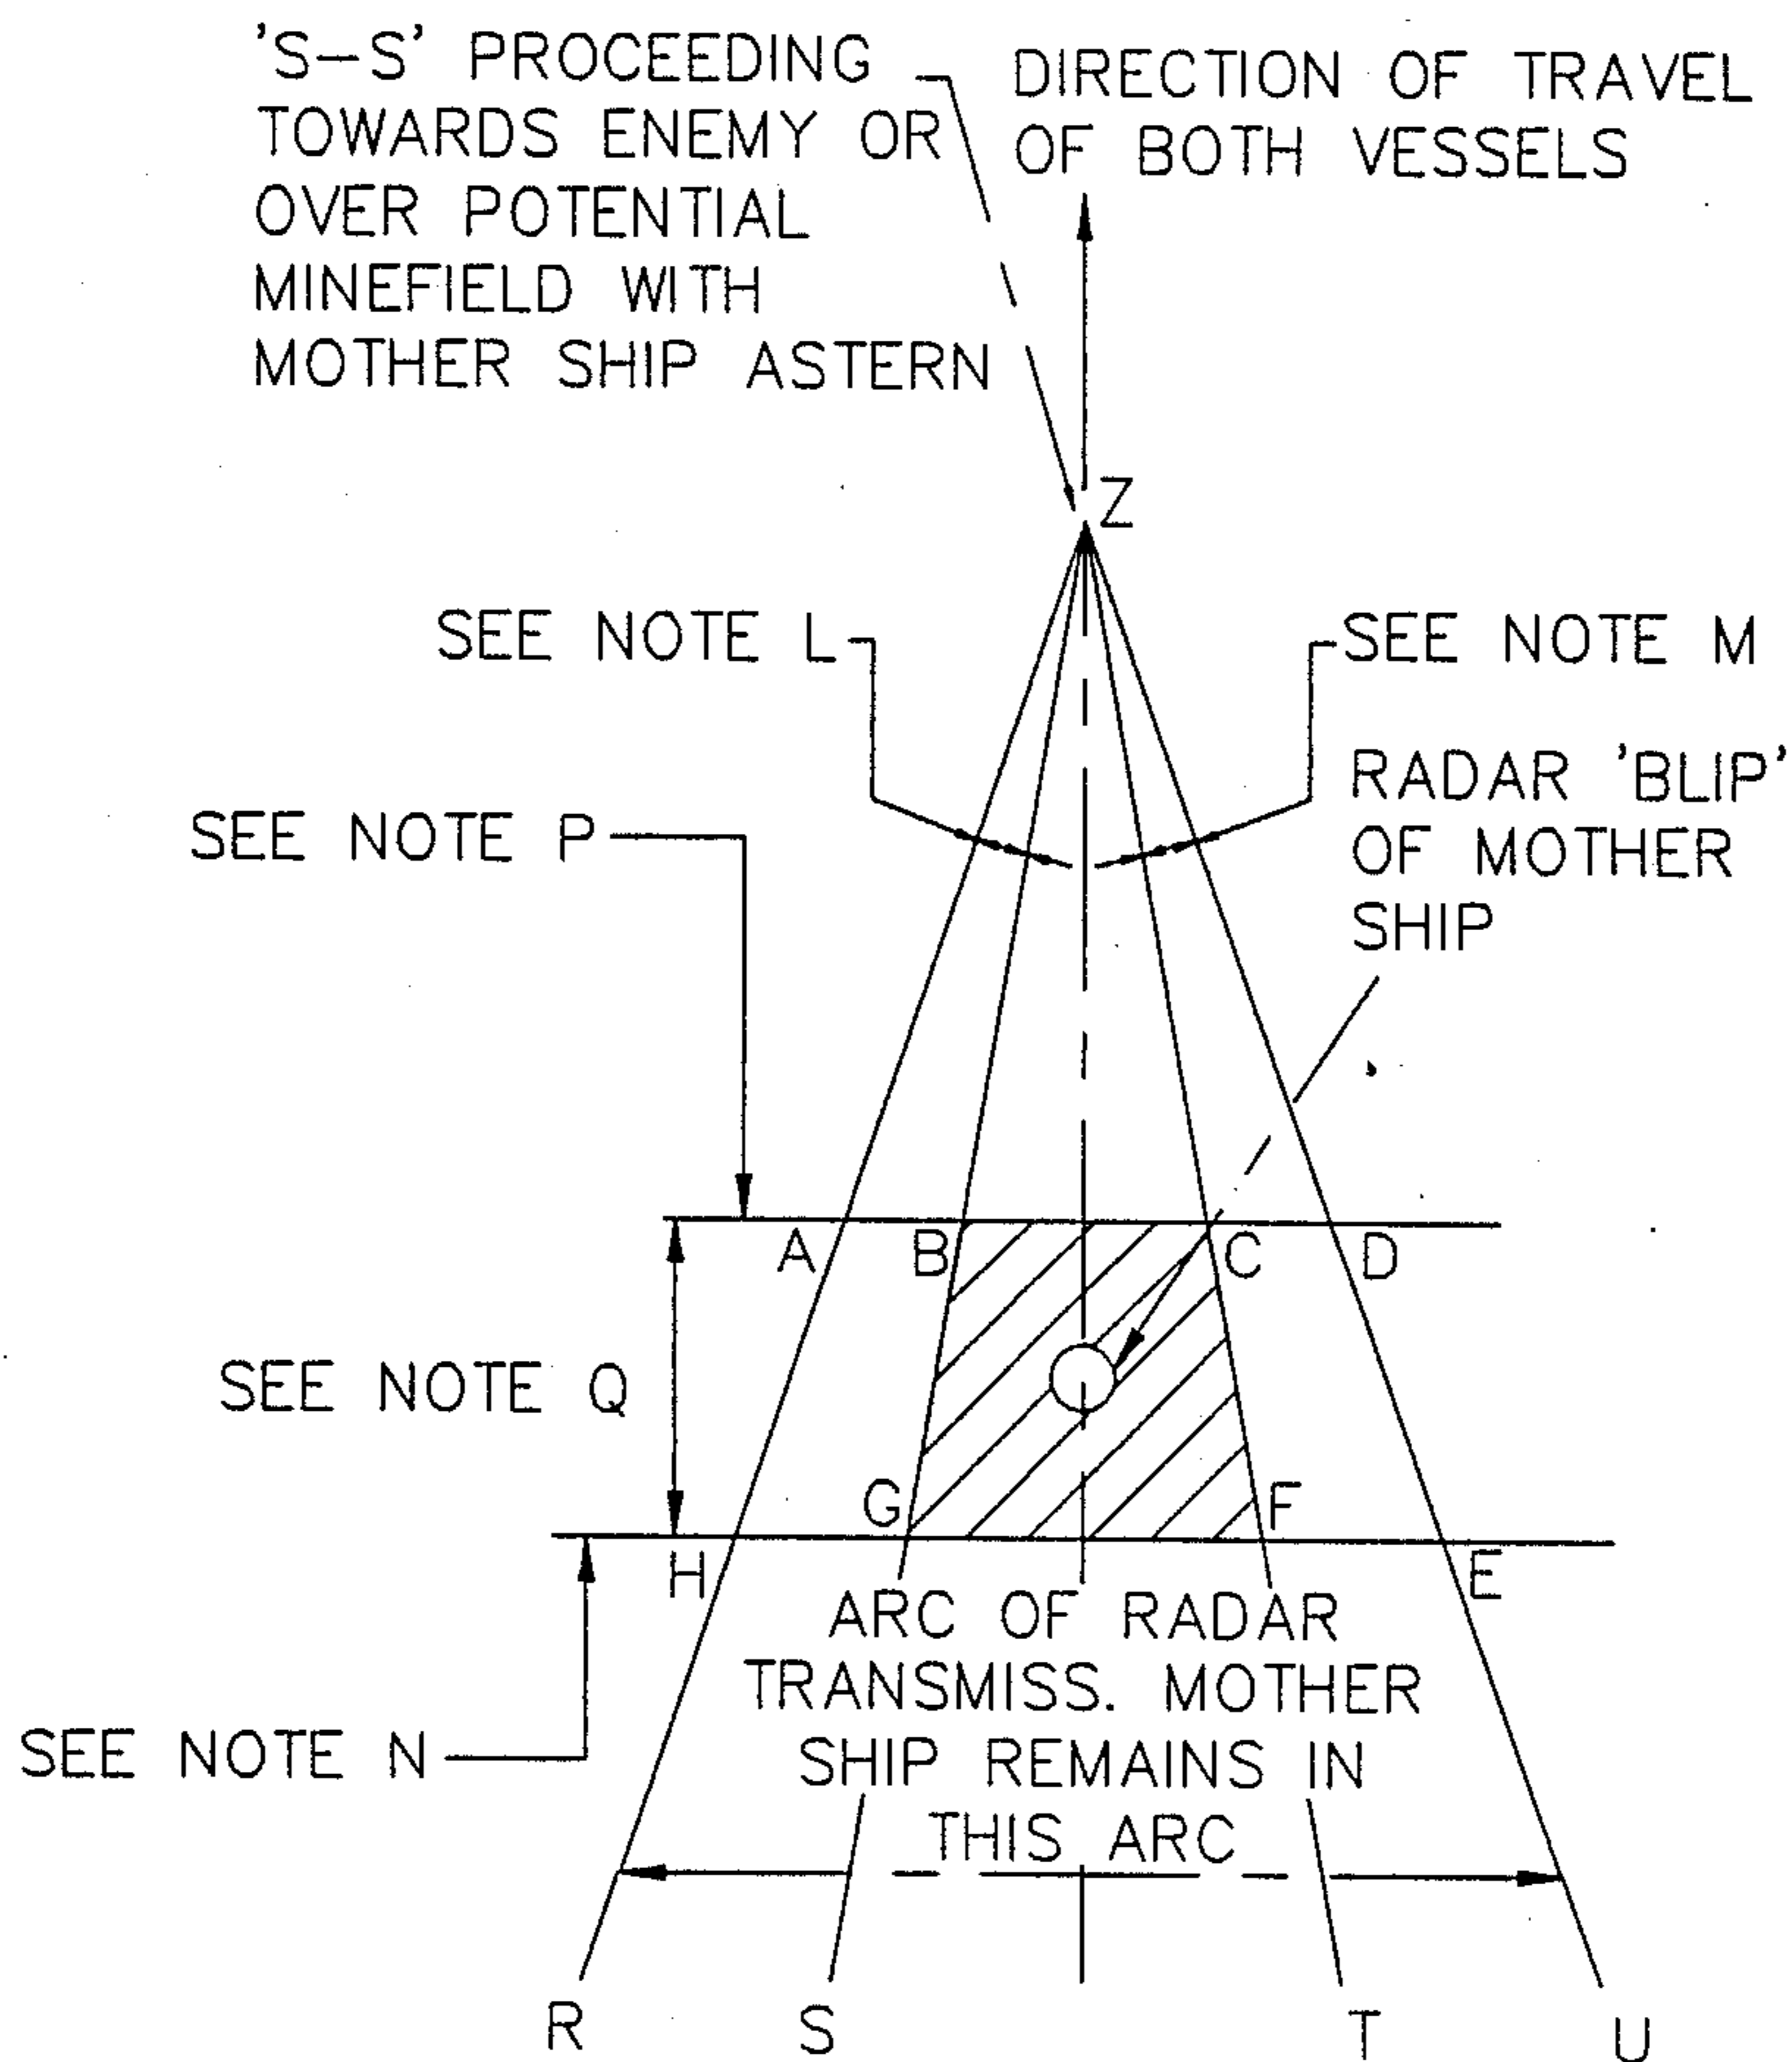 'S-S' PROCEEDING
TOWARDS ENEMY OR
OVER POTENTIAL
MINEFIELD WITH
MOTHER SHIP ASTERN
DIRECTION OF TRAVEL
OF BOTH VESSELS
Z
SEE NOTE L
SEE NOTE M
RADAR 'BLIP'
OF MOTHER
SHIP
SEE NOTE P
A
B
C
D
SEE NOTE Q
G
F
H
E
ARC OF RADAR
TRANSMISS. MOTHER
SHIP REMAINS IN
THIS ARC
SEE NOTE N
R
S
T
U